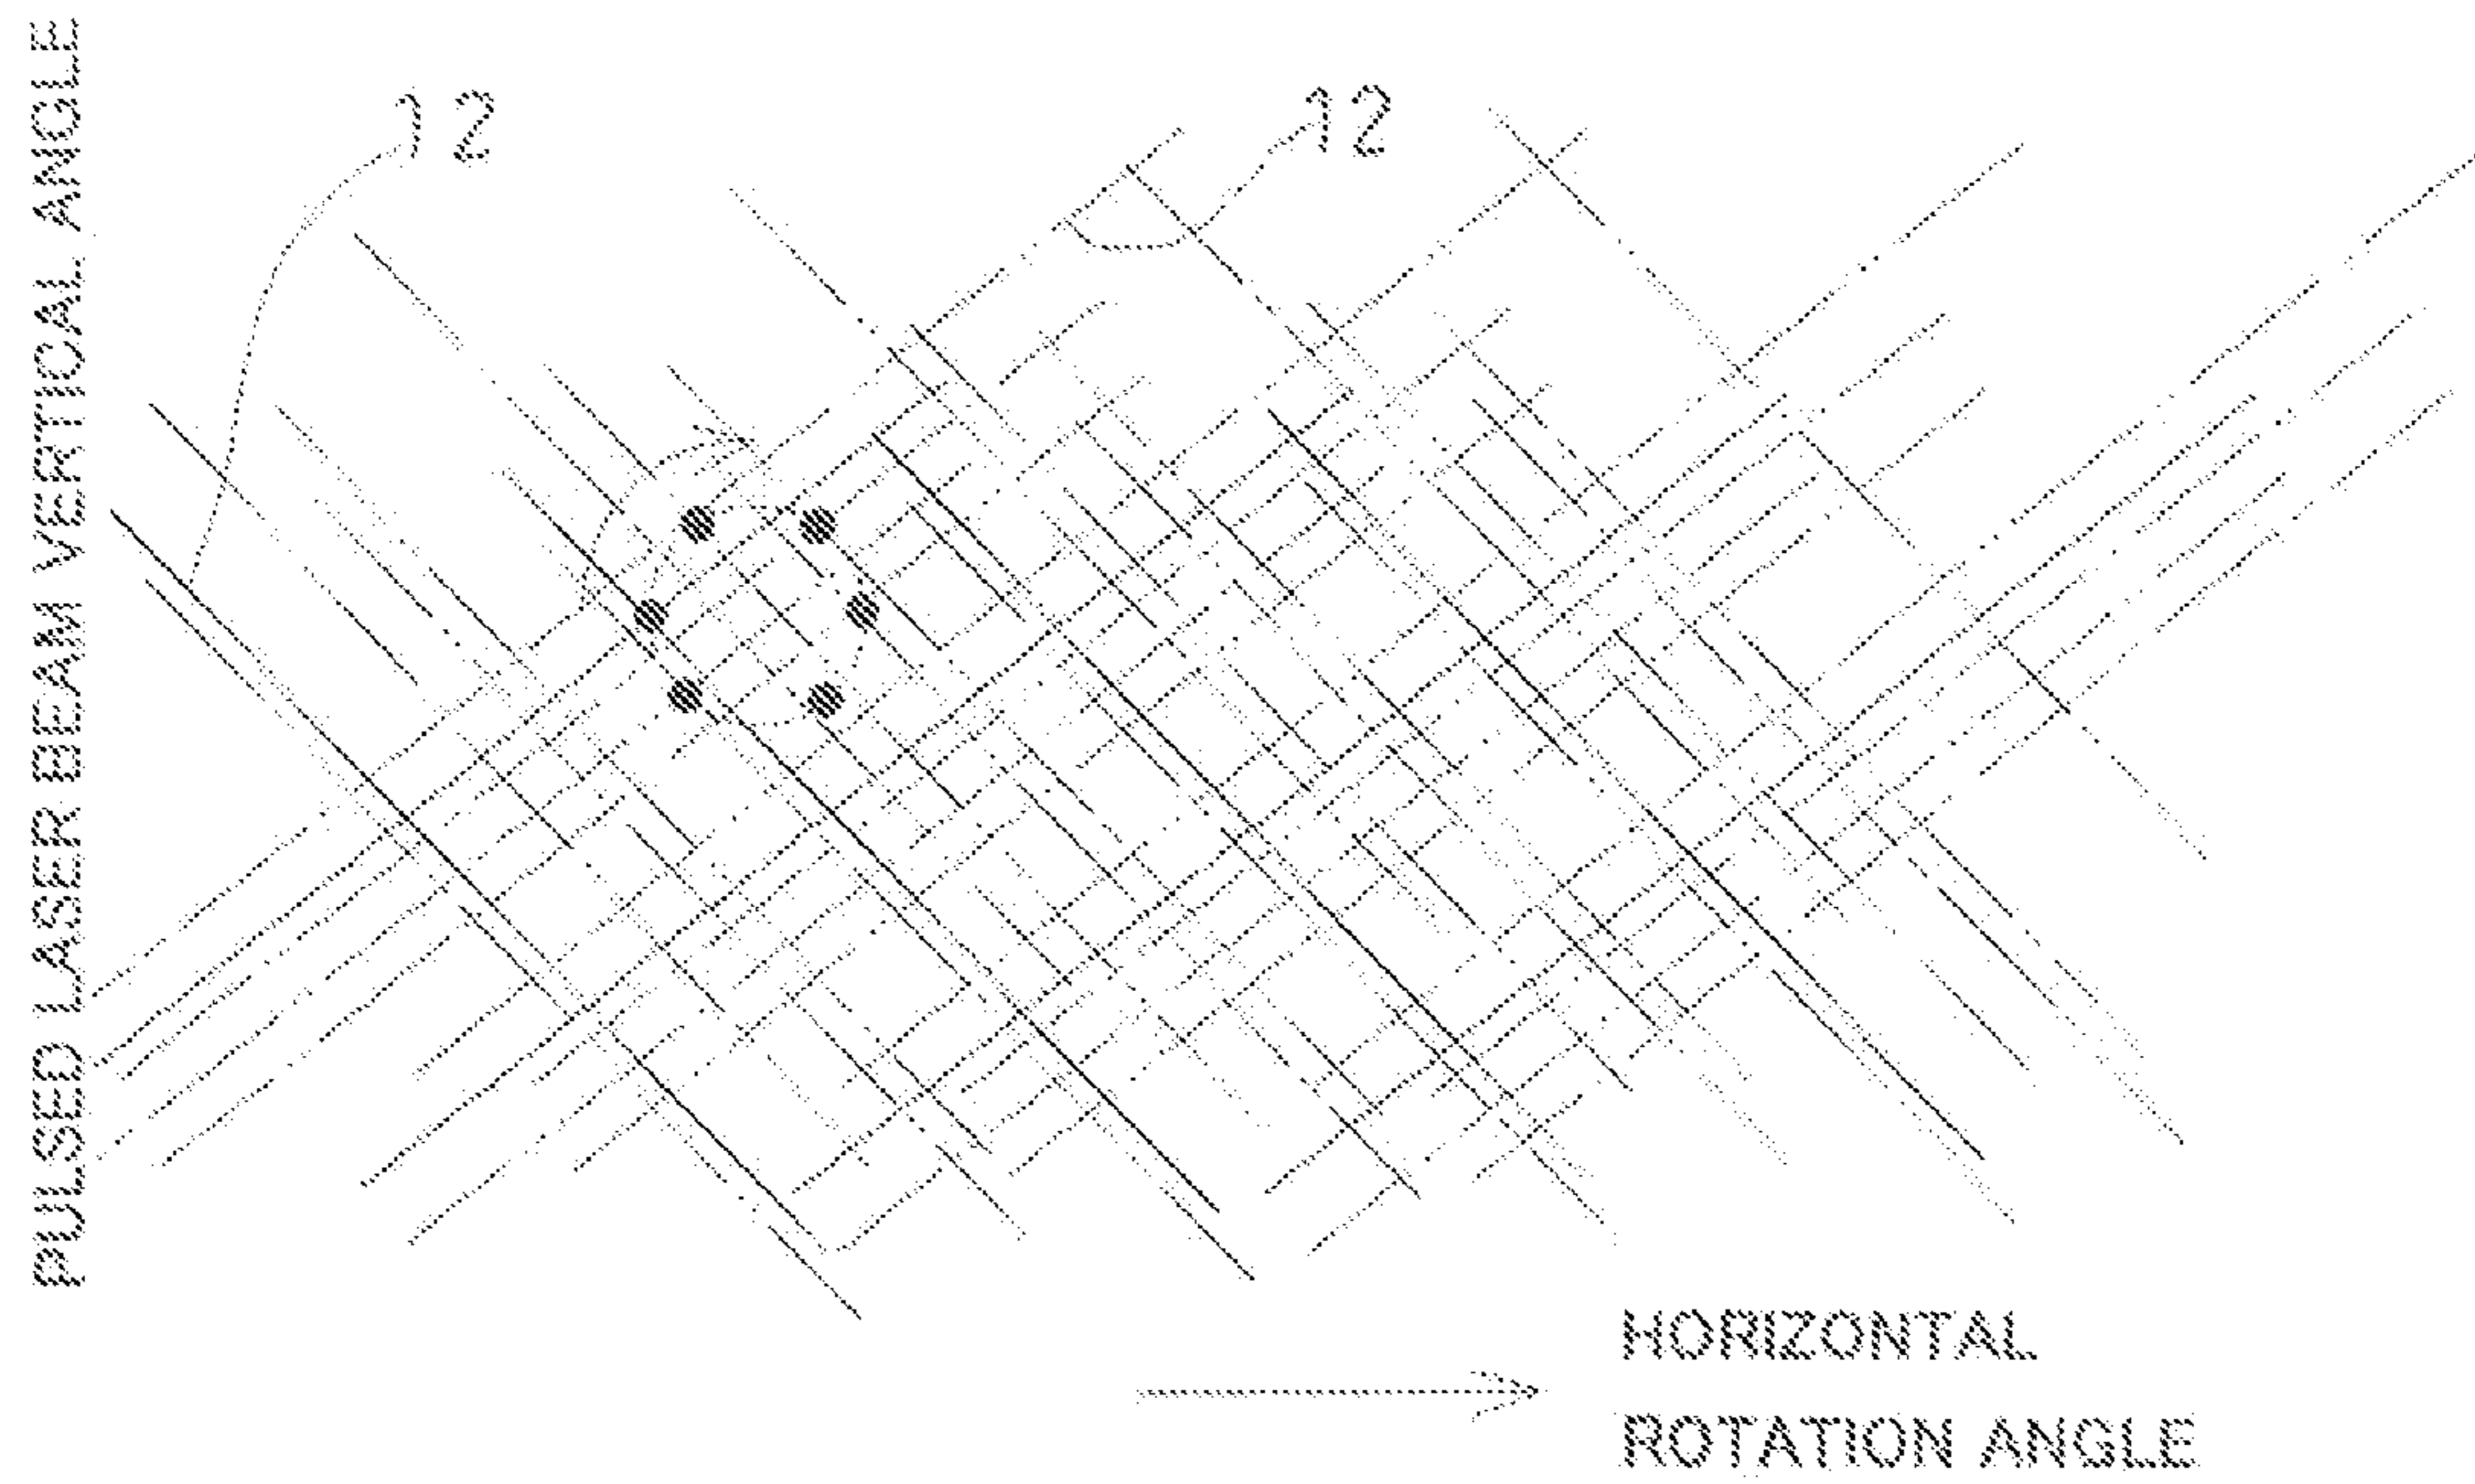 PULSED LASER BEAM VERTICAL ANGLE
12
12
HORIZONTAL
ROTATION ANGLE